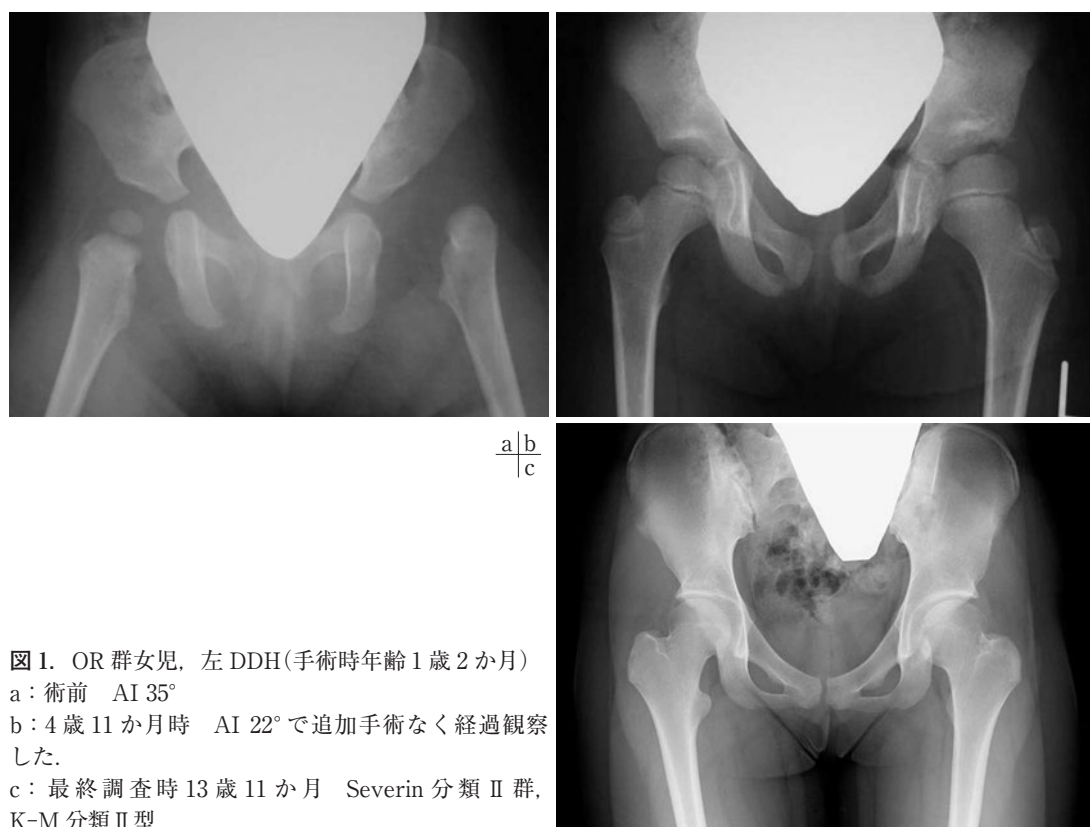 a b
c
図1. OR 群女児，左 DDH(手術時年齢 1 歳 2 か月)
a：術前　AI 35°
b：4 歳 11 か月時　AI 22° で追加手術なく経過観察
した．
c：最終調査時 13 歳 11 か月　Severin 分類 Ⅱ 群，
K-M 分類 Ⅱ 型